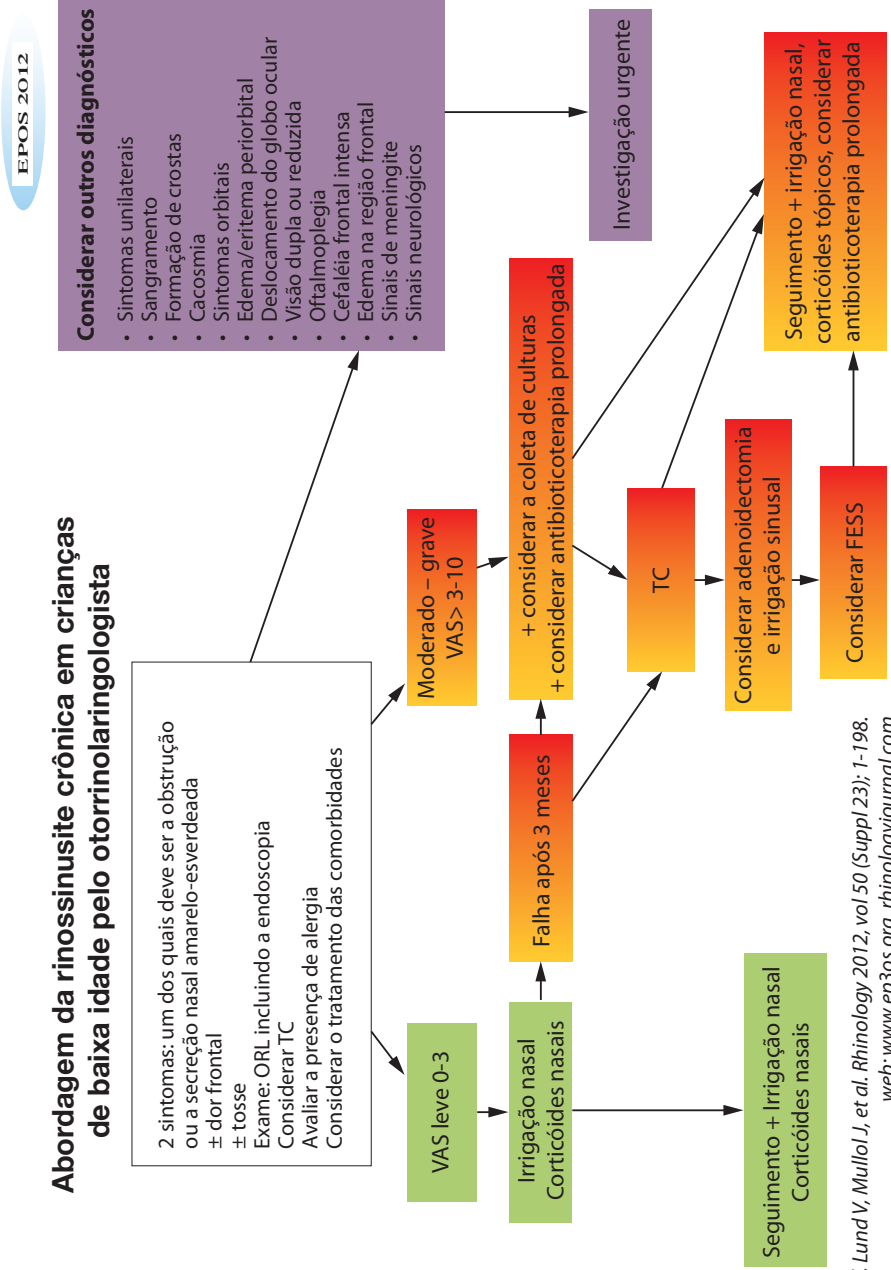 EPOS 2012
Abordagem da rinossinusite crônica em crianças
de baixa idade pelo otorrinolaringologista
2 sintomas: um dos quais deve ser a obstrução
ou a secreção nasal amarelo-esverdeada
± dor frontal
± tosse
Exame: ORL incluindo a endoscopia
Considerar TC
Avaliar a presença de alergia
Considerar o tratamento das comorbidades
Considerar outros diagnósticos
• Sintomas unilaterais
• Sangramento
• Formação de crostas
• Cacosmia
• Sintomas orbitais
• Edema/eritema periorbital
• Deslocamento do globo ocular
• Visão dupla ou reduzida
• Oftalmoplegia
• Cefaléia frontal intensa
• Edema na região frontal
• Sinais de meningite
• Sinais neurológicos
VAS leve 0-3
Moderado – grave
VAS> 3-10
Irrigação nasal
Corticóides nasais
Falha após 3 meses
+ considerar a coleta de culturas
+ considerar antibioticoterapia prolongada
Investigação urgente
TC
Considerar adenoidectomia
e irrigação sinusal
Considerar FESS
Seguimento + Irrigação nasal
Corticóides nasais
Seguimento + irrigação nasal,
corticóides tópicos, considerar
antibioticoterapia prolongada
Lund V, Mullol J, et al. Rhinology 2012, vol 50 (Suppl 23); 1-198.
web: www.ep3os.org rhinologyjournal.com